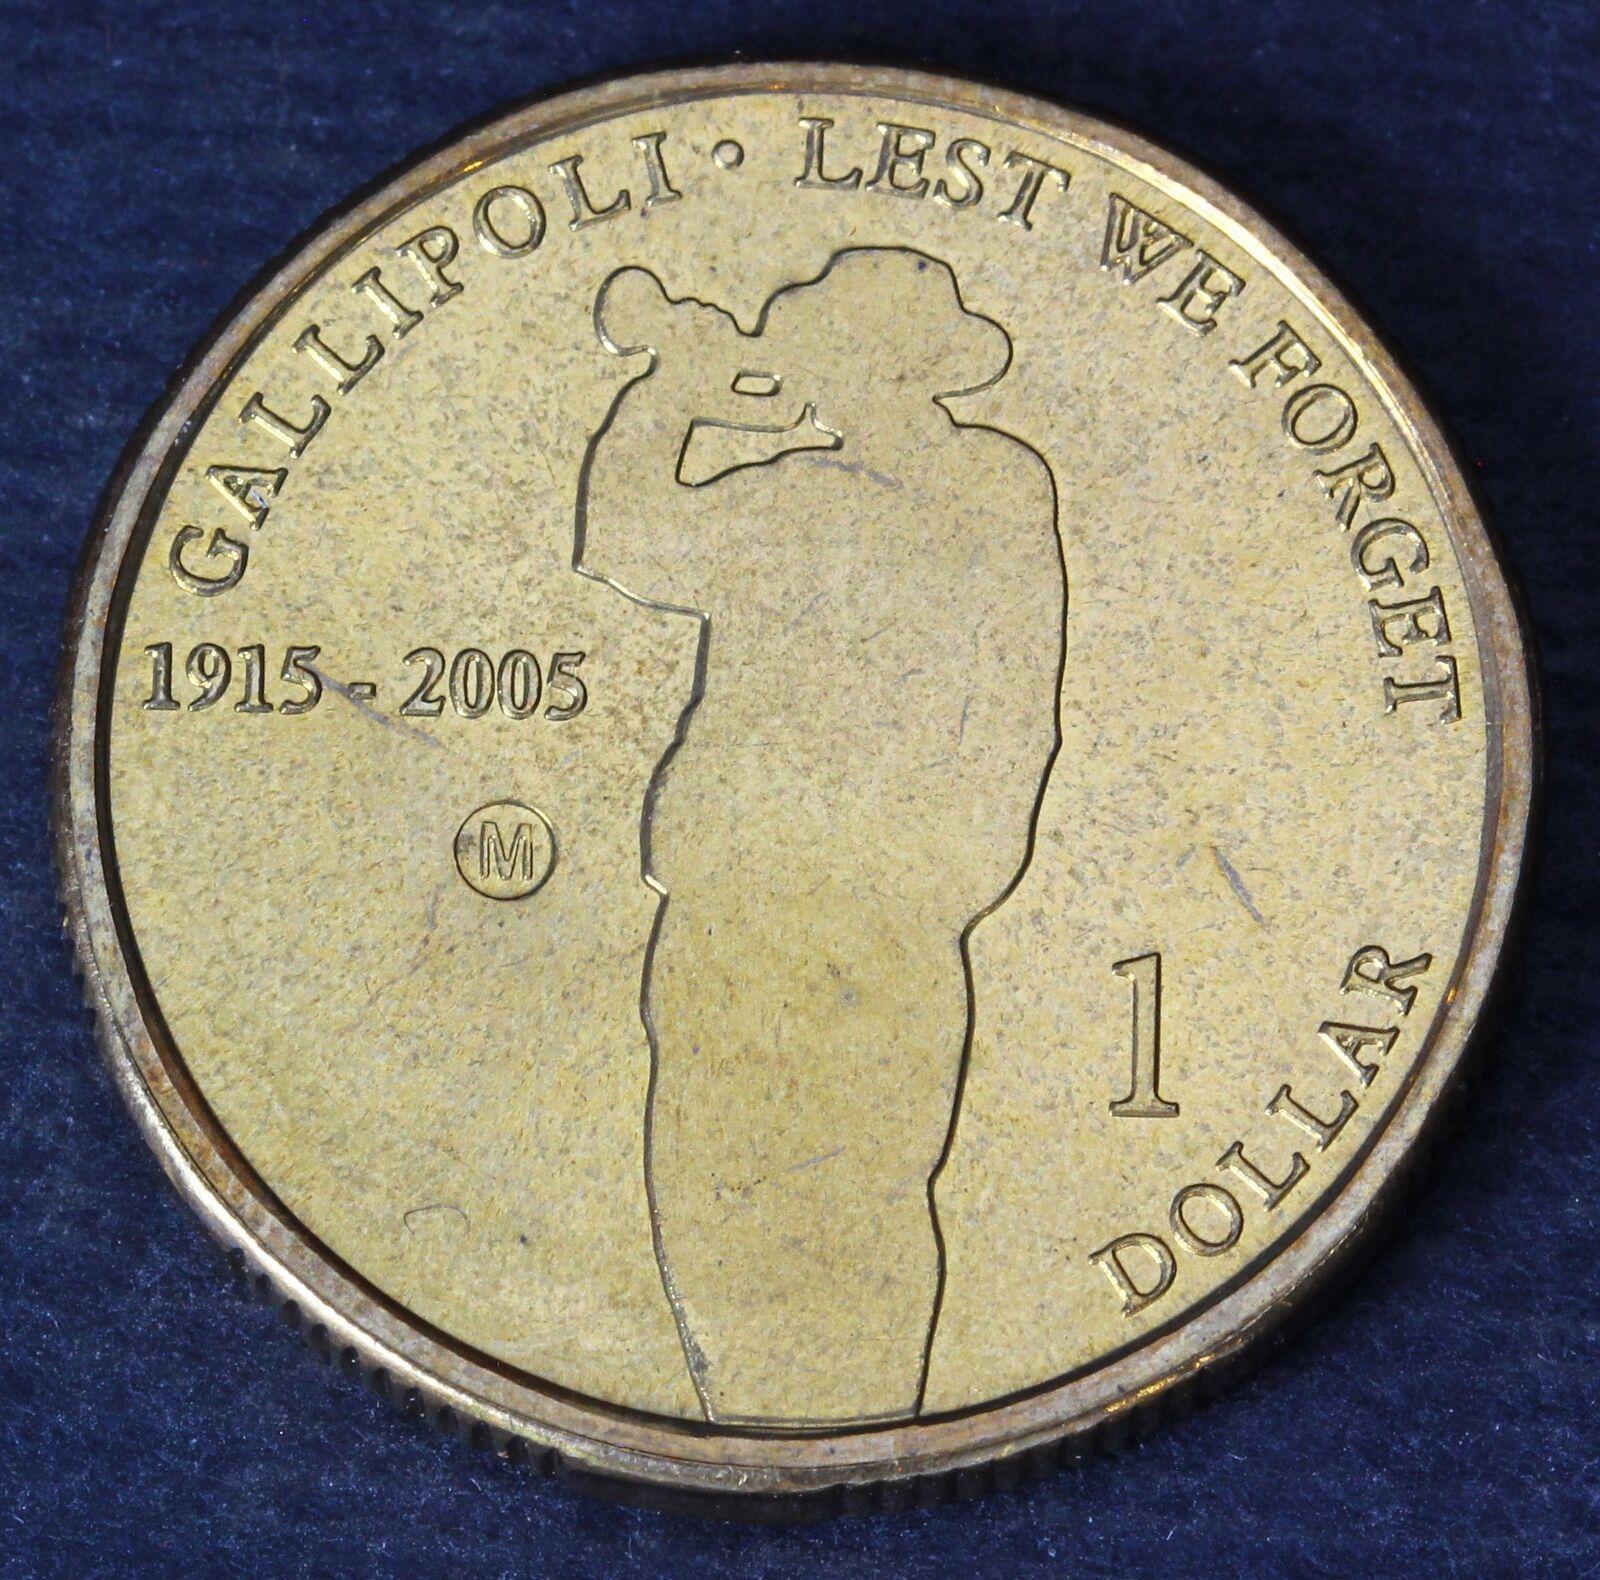 GALLIPOLI · LEST WE FORGET
1915 - 2005
M
1
DOLLAR